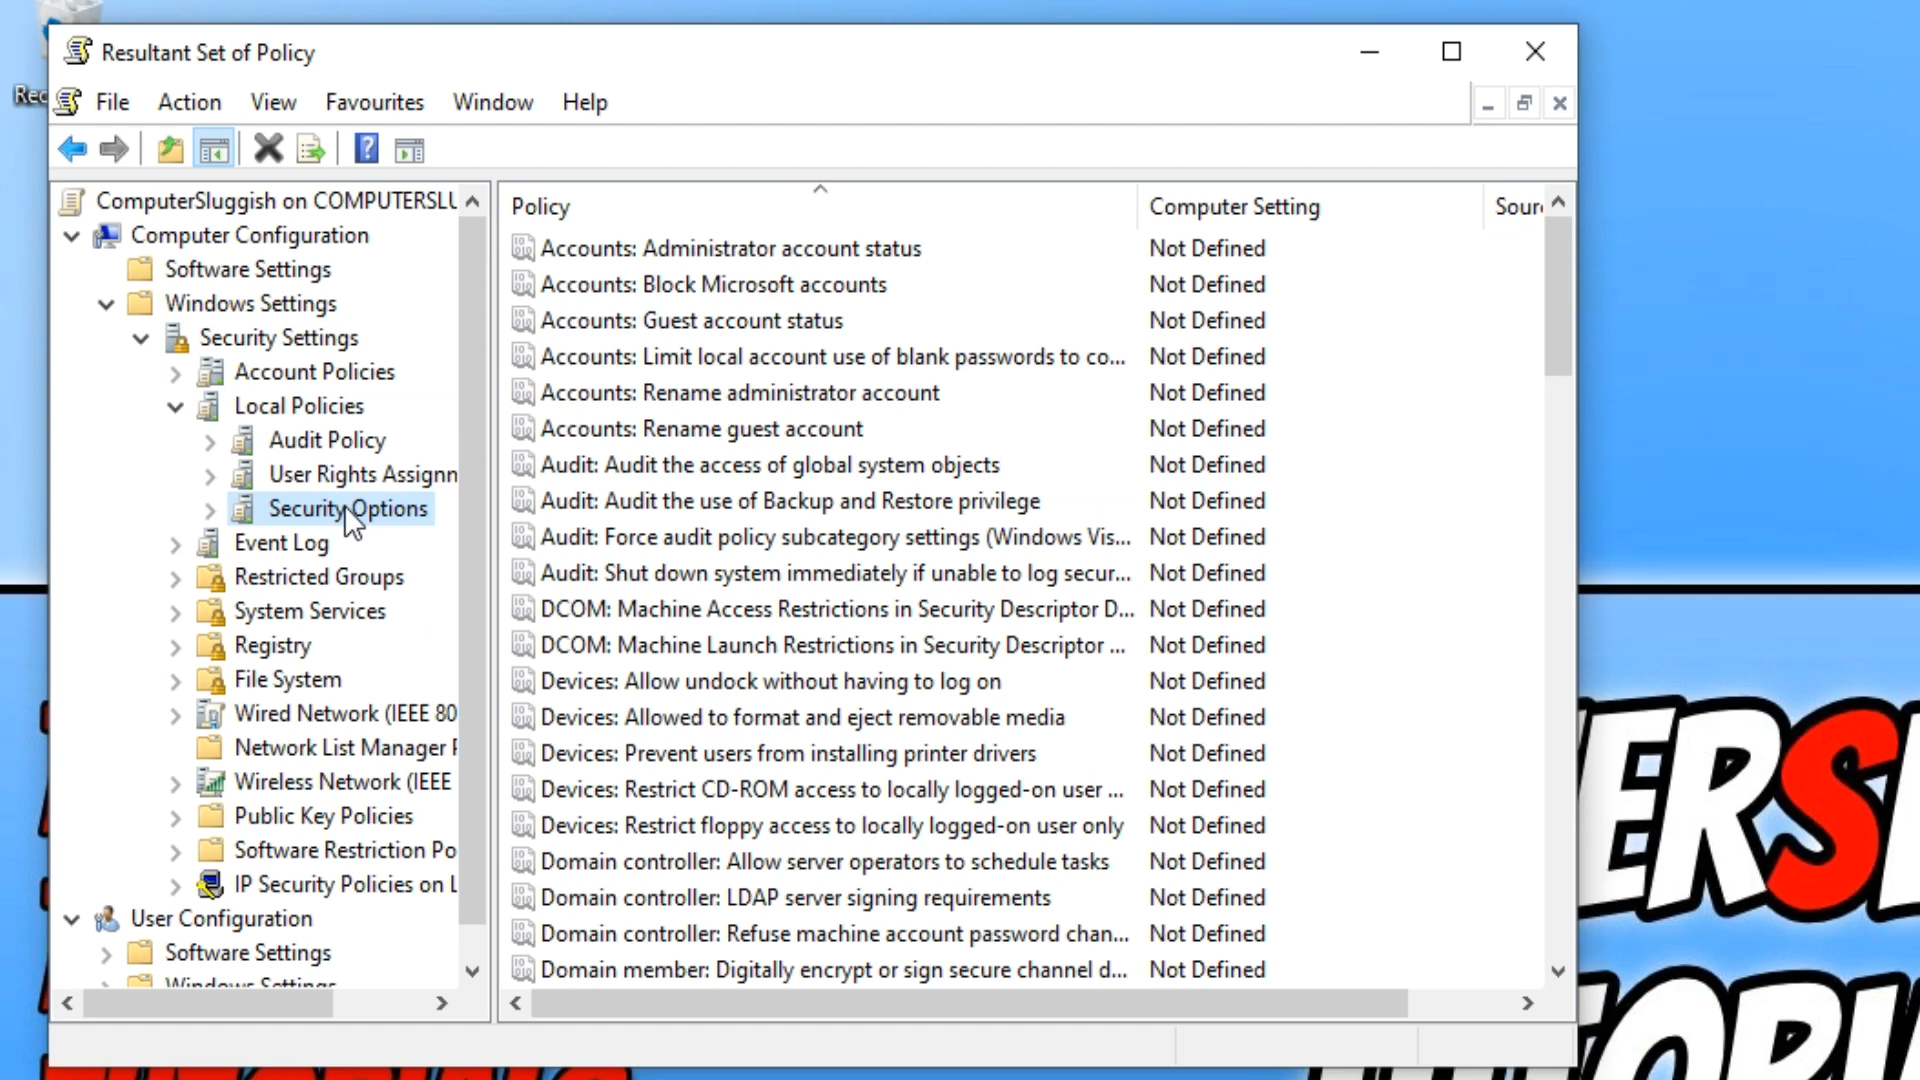 Rec
Resultant Set of Policy
File Action View Favourites Window Help
ComputerSluggish on COMPUTERSLU
Computer Configuration
Software Settings
Windows Settings
Security Settings
Account Policies
Local Policies
Audit Policy
User Rights Assignm
Security Options
Event Log
Restricted Groups
System Services
Registry
File System
Wired Network (IEEE 80
Network List Manager P
Wireless Network (IEEE
Public Key Policies
Software Restriction Po
IP Security Policies on L
User Configuration
Software Settings
Windows Settings
Policy Computer Setting Sour
Accounts: Administrator account status Not Defined
Accounts: Block Microsoft accounts Not Defined
Accounts: Guest account status Not Defined
Accounts: Limit local account use of blank passwords to co... Not Defined
Accounts: Rename administrator account Not Defined
Accounts: Rename guest account Not Defined
Audit: Audit the access of global system objects Not Defined
Audit: Audit the use of Backup and Restore privilege Not Defined
Audit: Force audit policy subcategory settings (Windows Vis... Not Defined
Audit: Shut down system immediately if unable to log secur... Not Defined
DCOM: Machine Access Restrictions in Security Descriptor D... Not Defined
DCOM: Machine Launch Restrictions in Security Descriptor ... Not Defined
Devices: Allow undock without having to log on Not Defined
Devices: Allowed to format and eject removable media Not Defined
Devices: Prevent users from installing printer drivers Not Defined
Devices: Restrict CD-ROM access to locally logged-on user ... Not Defined
Devices: Restrict floppy access to locally logged-on user only Not Defined
Domain controller: Allow server operators to schedule tasks Not Defined
Domain controller: LDAP server signing requirements Not Defined
Domain controller: Refuse machine account password chan... Not Defined
Domain member: Digitally encrypt or sign secure channel d... Not Defined
ERS
TORI